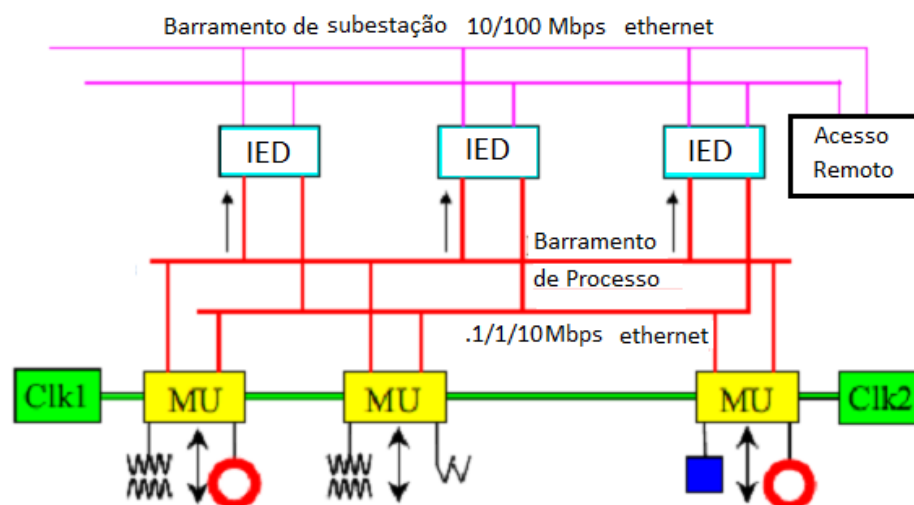 Barramento de subestação 10/100 Mbps ethernet
IED
IED
IED
Acesso
Remoto
Barramento
de Processo
.1/1/10Mbps ethernet
Clk1
MU
MU
MU
Clk2